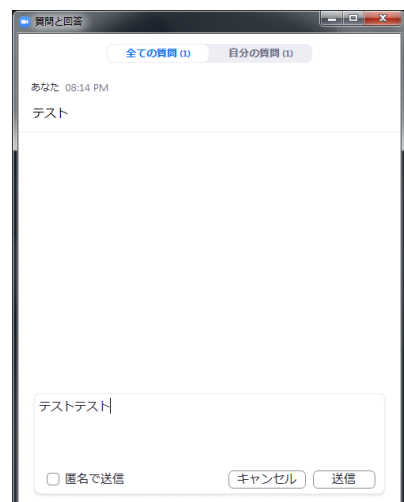 質問と回答
全ての質問 (1) 自分の質問 (1)
あなた 08:14 PM
テスト
テストテスト
匿名で送信 キャンセル 送信